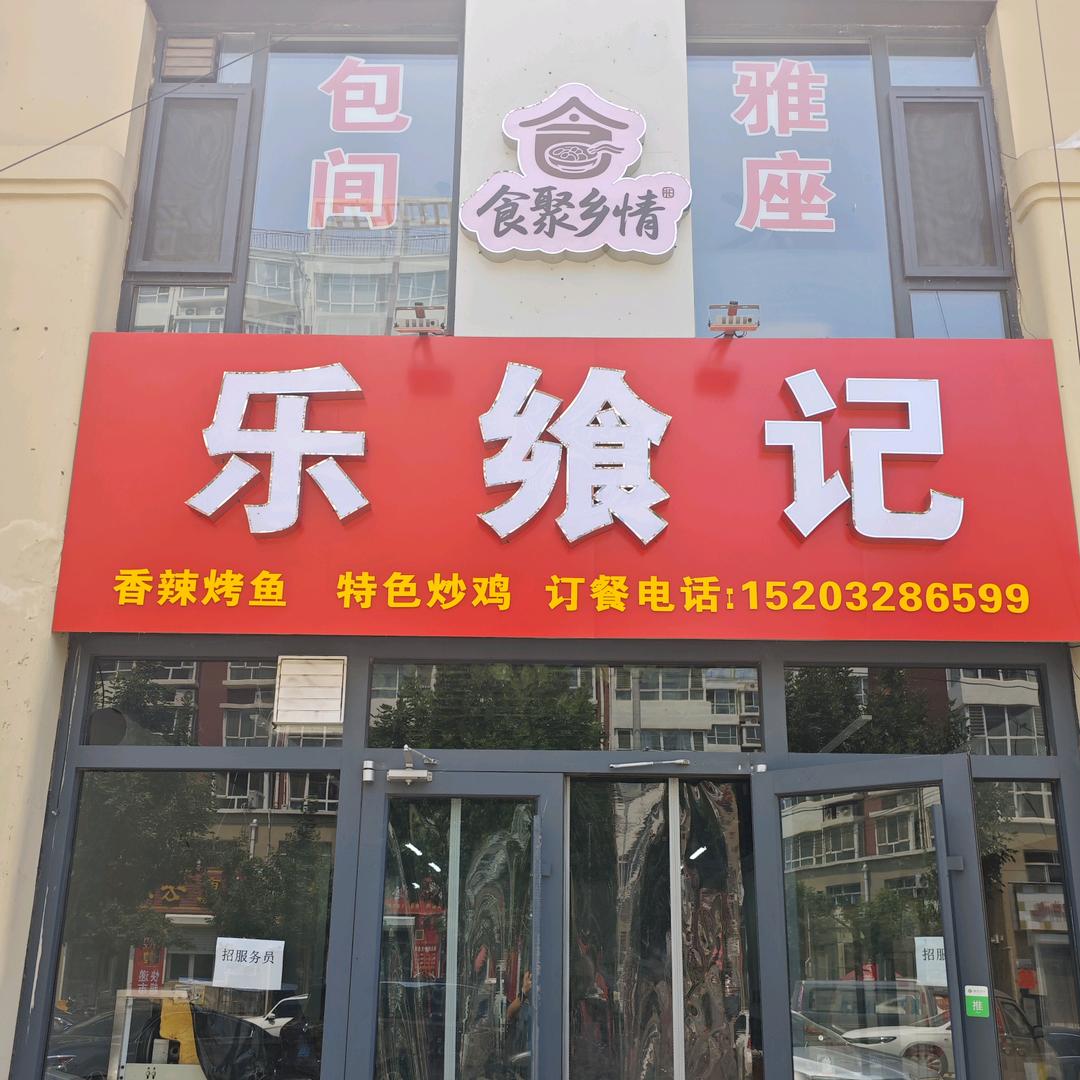 包间
雅座
食聚乡情
乐飨记
香辣烤鱼 特色炒鸡 订餐电话:15203286599
招服务员
招服
推